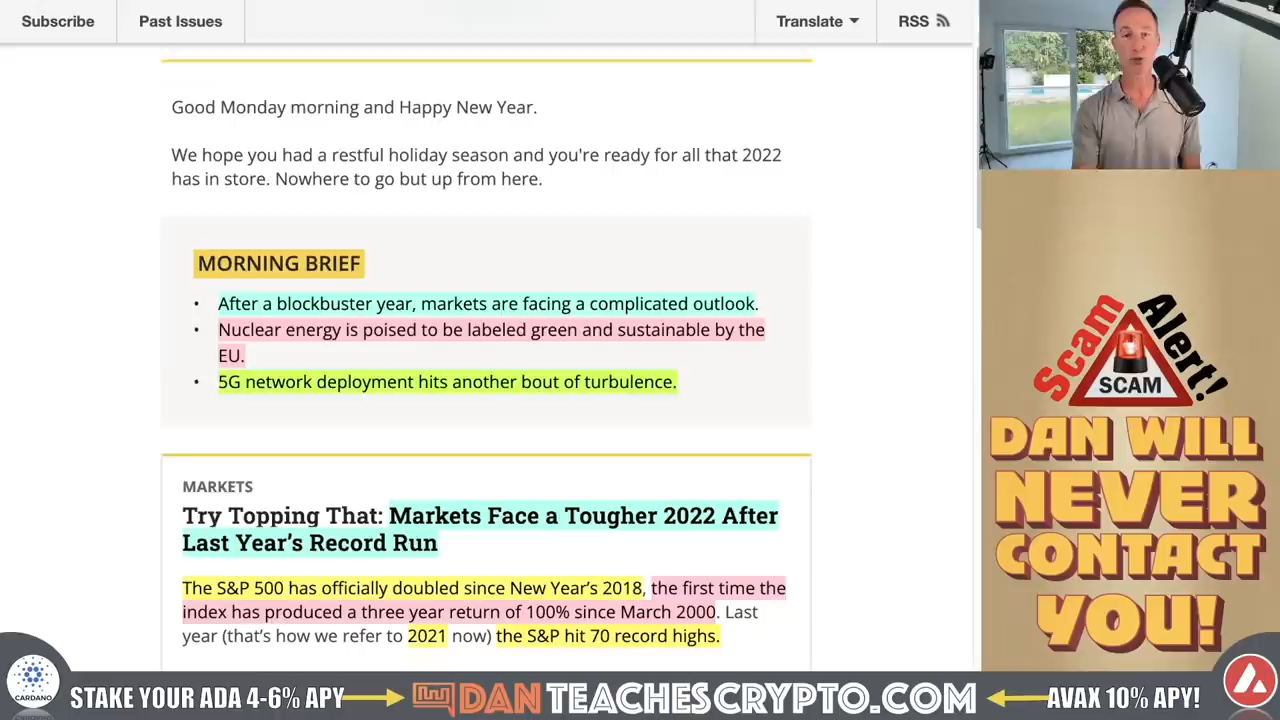 Subscribe
Past Issues
Translate
RSS
Good Monday morning and Happy New Year.
We hope you had a restful holiday season and you're ready for all that 2022
has in store. Nowhere to go but up from here.
MORNING BRIEF
• After a blockbuster year, markets are facing a complicated outlook.
• Nuclear energy is poised to be labeled green and sustainable by the
EU.
• 5G network deployment hits another bout of turbulence.
MARKETS
Try Topping That: Markets Face a Tougher 2022 After
Last Year's Record Run
The S&P 500 has officially doubled since New Year's 2018, the first time the
index has produced a three year return of 100% since March 2000. Last
year (that's how we refer to 2021 now) the S&P hit 70 record highs.
Scam Alert!
SCAM
DAN WILL
NEVER
CONTACT
YOU!
CARDANO
STAKE YOUR ADA 4-6% APY
DANTEACHESCRYPTO.COM
AVAX 10% APY!